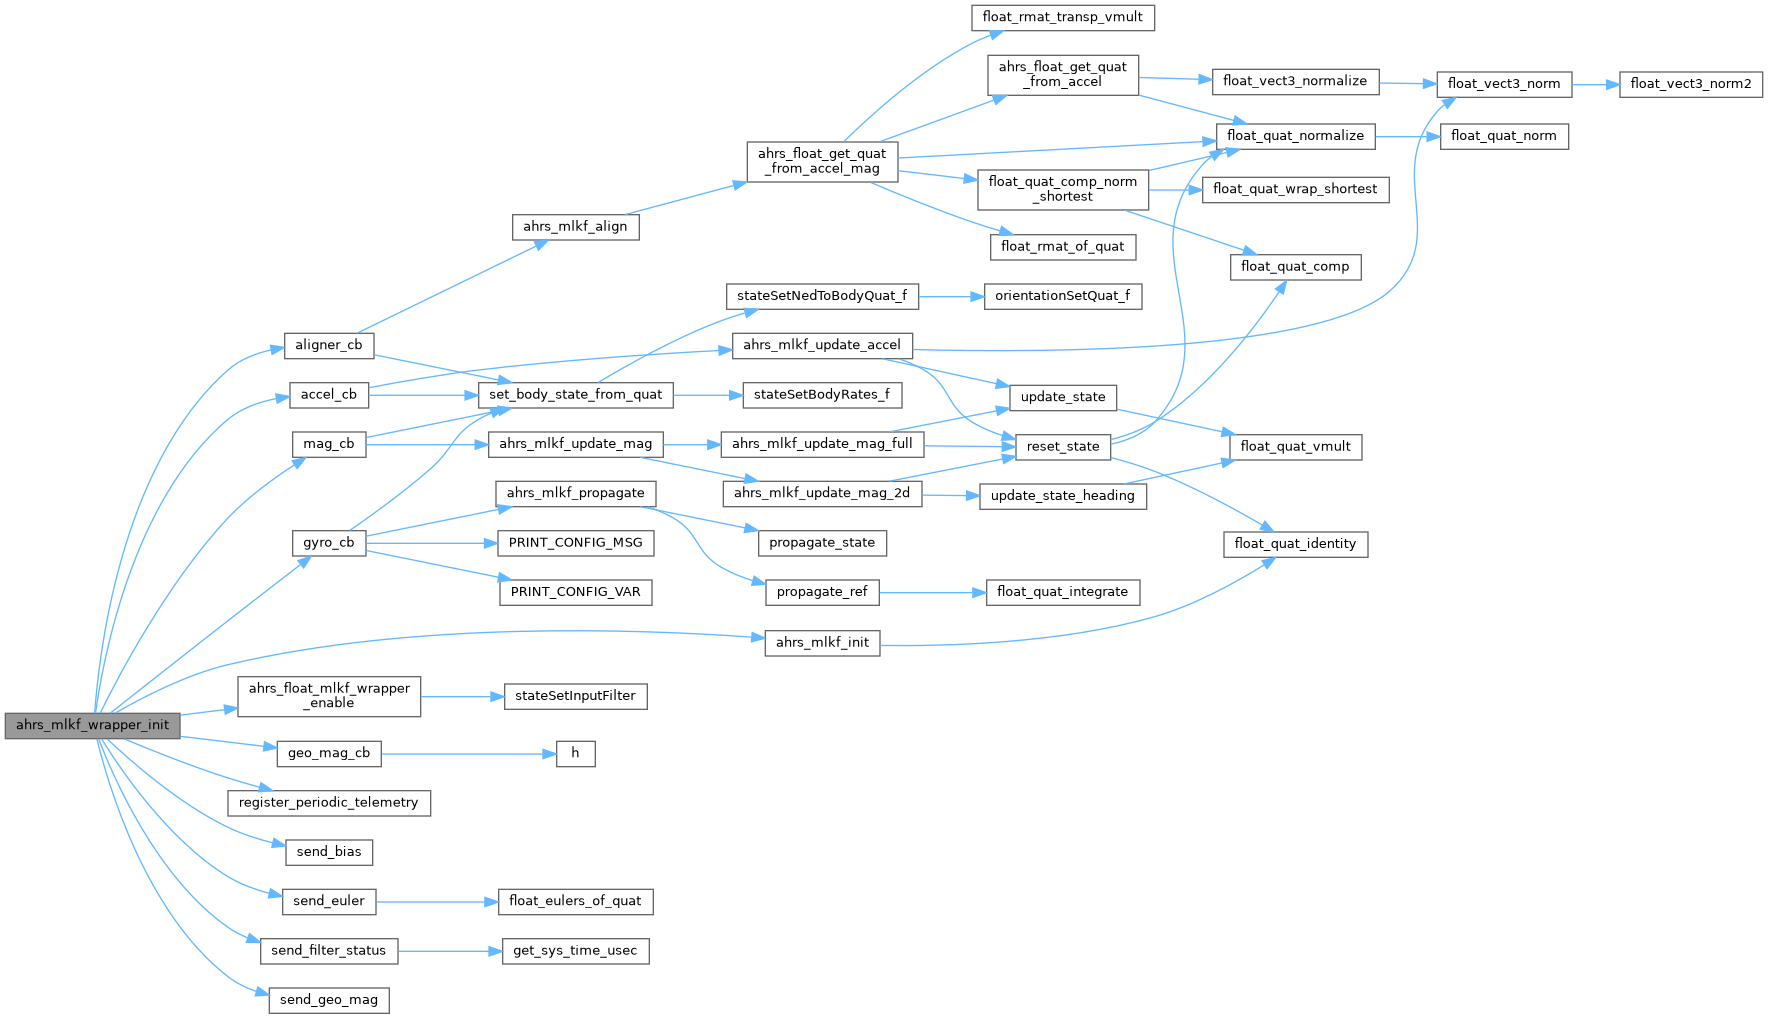 float_rmat_transp_vmult
ahrs_float_get_quat
_from_accel
float_vect3_normalize
float_vect3_norm
float_vect3_norm2
float_quat_normalize
float_quat_norm
ahrs_float_get_quat
_from_accel_mag
float_quat_comp_norm
_shortest
float_quat_wrap_shortest
ahrs_mlkf_align
float_rmat_of_quat
float_quat_comp
stateSetNedToBodyQuat_f
orientationSetQuat_f
aligner_cb
ahrs_mlkf_update_accel
accel_cb
set_body_state_from_quat
stateSetBodyRates_f
update_state
mag_cb
ahrs_mlkf_update_mag
ahrs_mlkf_update_mag_full
reset_state
float_quat_vmult
ahrs_mlkf_propagate
ahrs_mlkf_update_mag_2d
update_state_heading
gyro_cb
PRINT_CONFIG_MSG
propagate_state
float_quat_identity
PRINT_CONFIG_VAR
propagate_ref
float_quat_integrate
ahrs_mlkf_init
ahrs_float_mlkf_wrapper
_enable
stateSetInputFilter
ahrs_mlkf_wrapper_init
geo_mag_cb
h
register_periodic_telemetry
send_bias
send_euler
float_eulers_of_quat
send_filter_status
get_sys_time_usec
send_geo_mag